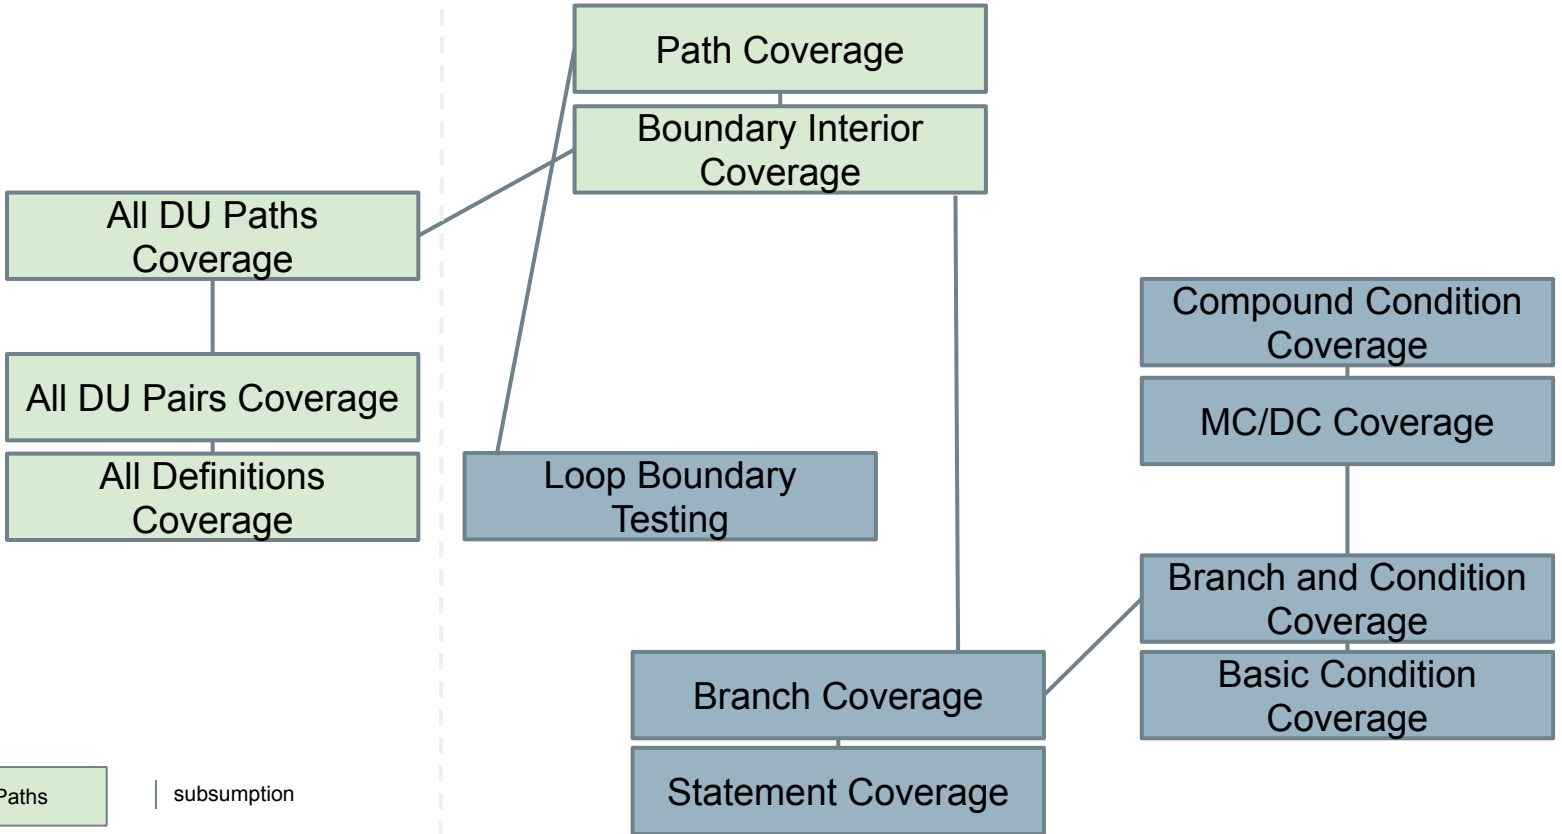 Path Coverage
Boundary Interior
Coverage
All DU Paths
Coverage
Compound Condition
Coverage
All DU Pairs Coverage
MC/DC Coverage
All Definitions
Coverage
Loop Boundary
Testing
Branch and Condition
Coverage
Branch Coverage
Basic Condition
Coverage
Statement Coverage
Paths
subsumption